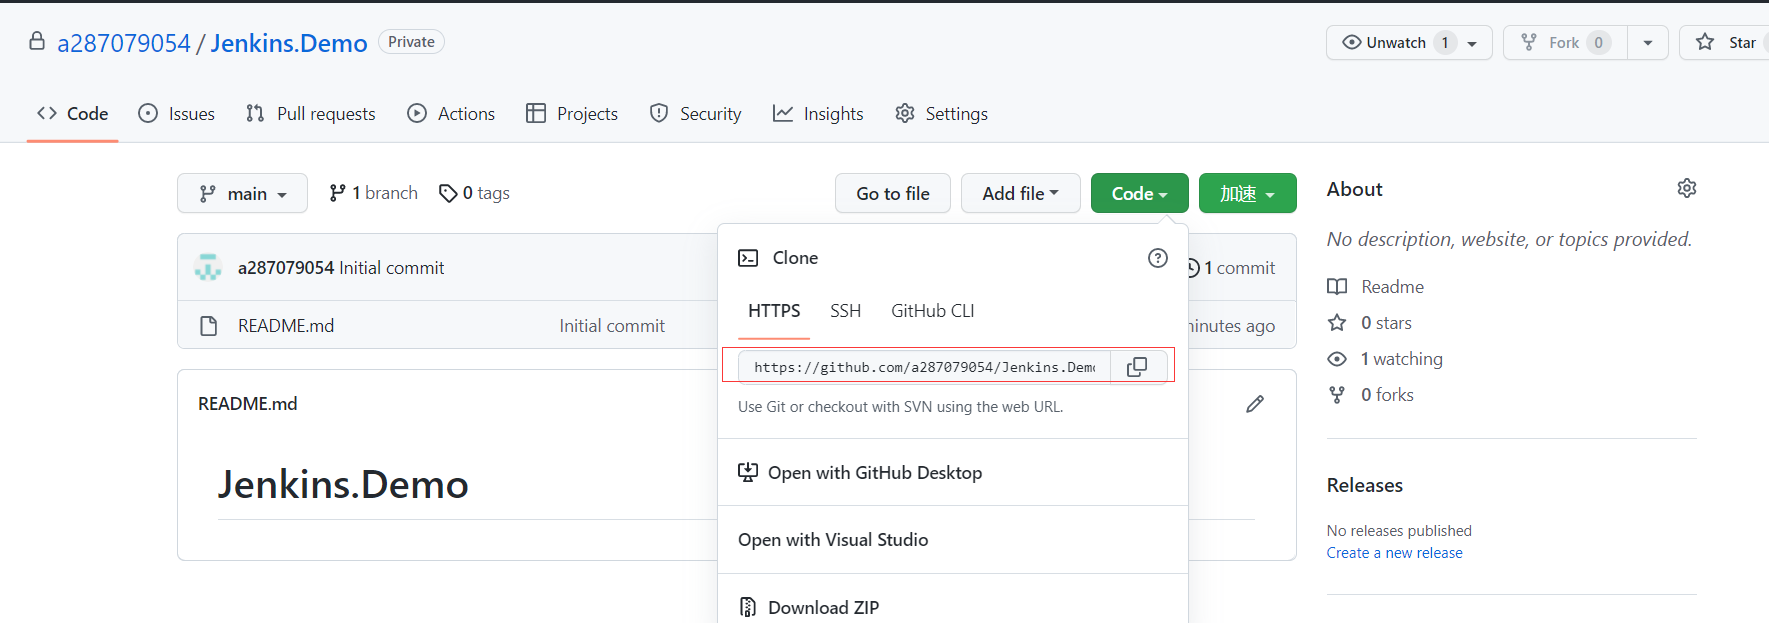 a287079054 / Jenkins.Demo Private
Unwatch 1
Fork 0
Star
Code Issues Pull requests Actions Projects Security Insights Settings
main 1 branch 0 tags
Go to file Add file Code 加速
a287079054 Initial commit
1 commit
README.md Initial commit
inutes ago
Clone
HTTPS SSH GitHub CLI
https://github.com/a287079054/Jenkins.Demo
Use Git or checkout with SVN using the web URL.
Open with GitHub Desktop
Open with Visual Studio
Download ZIP
README.md
Jenkins.Demo
About
No description, website, or topics provided.
Readme
0 stars
1 watching
0 forks
Releases
No releases published
Create a new release